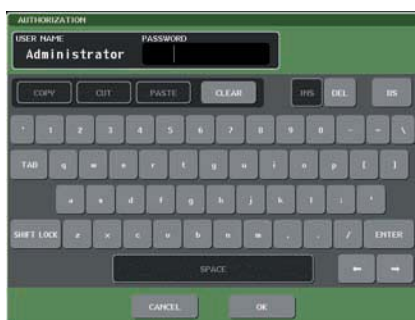 AUTHORIZATION
USER NAME PASSWORD
Administrator
COPY CUT PASTE CLEAR INS DEL BS
' 1 2 3 4 5 6 7 8 9 0 - = \
TAB q w e r t y u i o p [ ]
a s d f g h j k l ; '
SHIFT LOCK z x c v b n m , . / ENTER
SPACE ← →
CANCEL OK